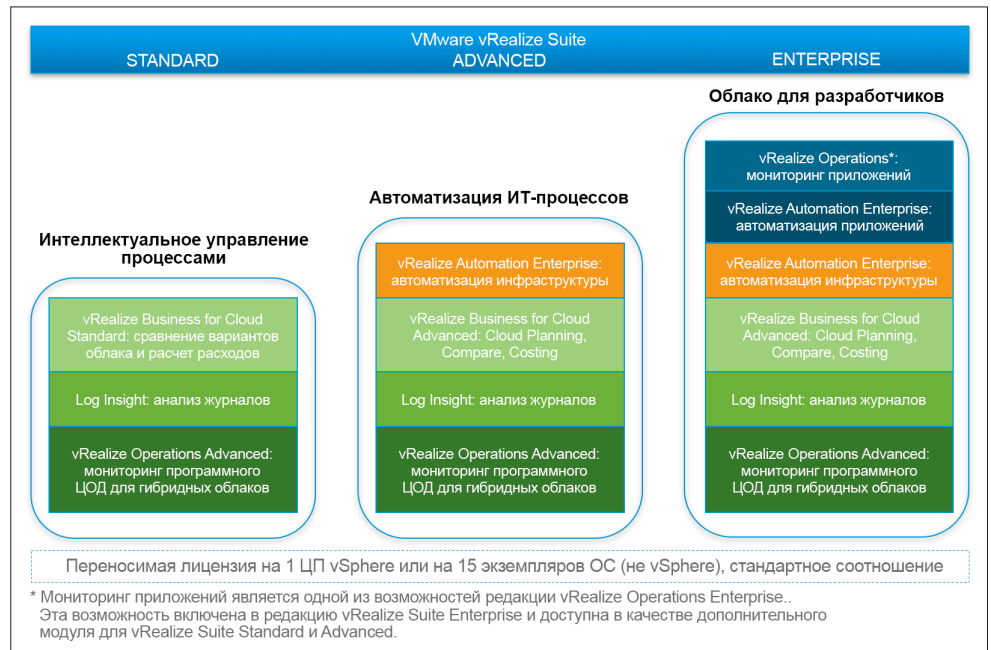 VMware vRealize Suite
STANDARD
ADVANCED
ENTERPRISE
Интеллектуальное управление
процессами
vRealize Business for Cloud
Standard: сравнение вариантов
облака и расчет расходов
Log Insight: анализ журналов
vRealize Operations Advanced:
мониторинг программного
ЦОД для гибридных облаков
Автоматизация ИТ-процессов
vRealize Automation Enterprise:
автоматизация инфраструктуры
vRealize Business for Cloud
Advanced: Cloud Planning,
Compare, Costing
Log Insight: анализ журналов
vRealize Operations Advanced:
мониторинг программного
ЦОД для гибридных облаков
Облако для разработчиков
vRealize Operations*:
мониторинг приложений
vRealize Automation Enterprise:
автоматизация приложений
vRealize Automation Enterprise:
автоматизация инфраструктуры
vRealize Business for Cloud
Advanced: Cloud Planning,
Compare, Costing
Log Insight: анализ журналов
vRealize Operations Advanced:
мониторинг программного
ЦОД для гибридных облаков
Переносимая лицензия на 1 ЦП vSphere или на 15 экземпляров ОС (не vSphere), стандартное соотношение
* Мониторинг приложений является одной из возможностей редакции vRealize Operations Enterprise..
Эта возможность включена в редакцию vRealize Suite Enterprise и доступна в качестве дополнительного
модуля для vRealize Suite Standard и Advanced.